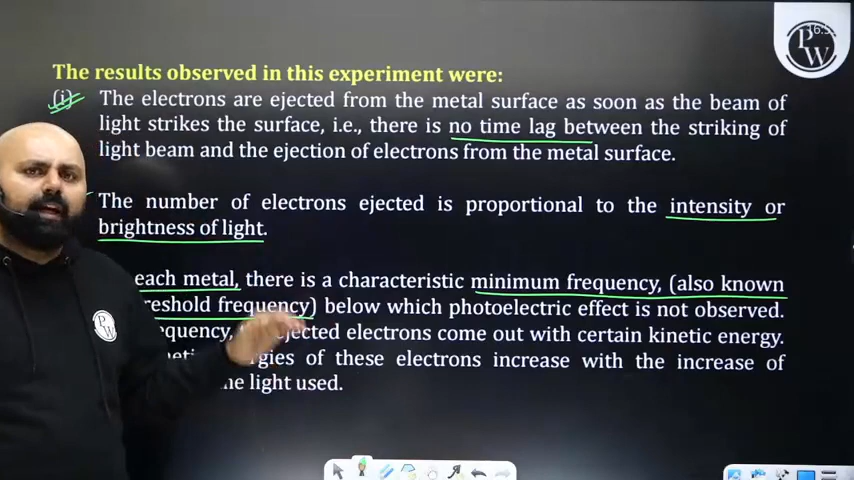 The results observed in this experiment were:
(i) The electrons are ejected from the metal surface as soon as the beam of
light strikes the surface, i.e., there is no time lag between the striking of
light beam and the ejection of electrons from the metal surface.
The number of electrons ejected is proportional to the intensity or
brightness of light.
each metal, there is a characteristic minimum frequency, (also known
reshold frequency) below which photoelectric effect is not observed.
equency, ejected electrons come out with certain kinetic energy.
gies of these electrons increase with the increase of
the light used.
P
W
P
W